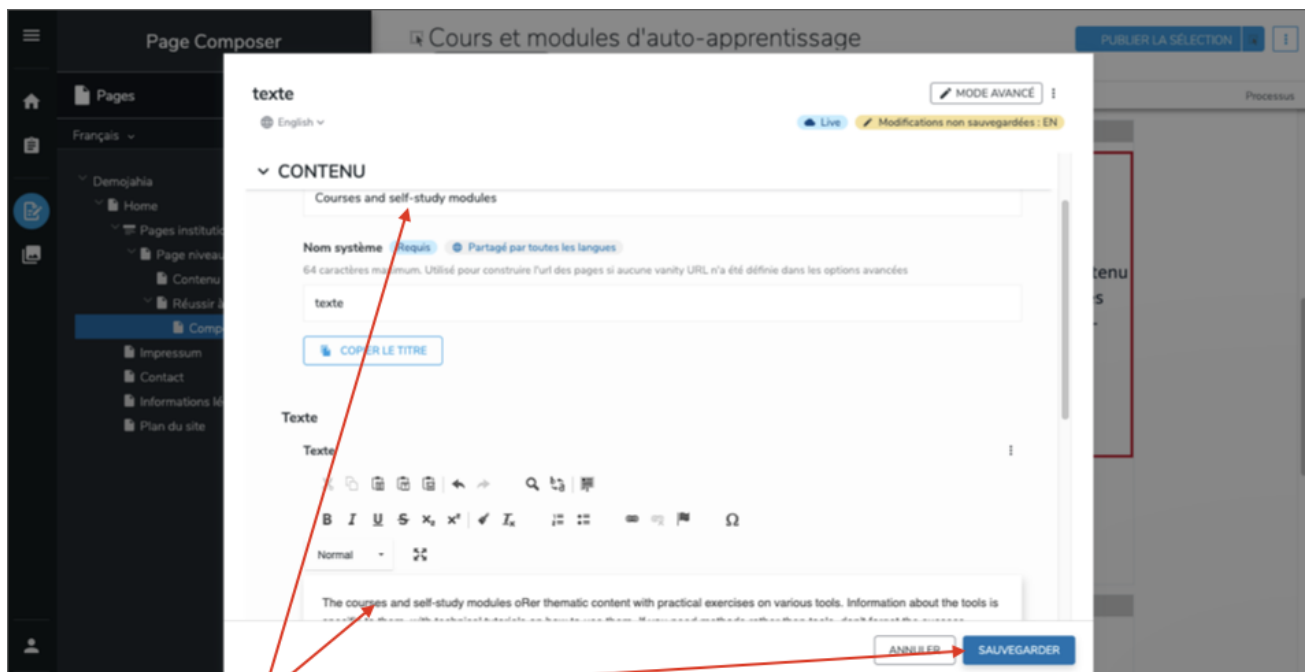 Page Composer
Cours et modules d'auto-apprentissage
PUBLIER LA SÉLECTION
Pages
texte
MODE AVANCÉ
Processus
English
Live
Modifications non sauvegardées : EN
Français
CONTENU
Demojahia
Courses and self-study modules
Home
Pages institutio
Nom système
Requis
Partagé par toutes les langues
Page niveau
64 caractères maximum. Utilisé pour construire l'url des pages si aucune vanity URL n'a été définie dans les options avancées
tenu
Contenu
Réussir à
texte
s
Comp
COPIER LE TITRE
Impressum
Contact
Informations lé
Texte
Plan du site
Texte
B I U S x₂ x² Iₓ Ω
Normal
The courses and self-study modules oRer thematic content with practical exercises on various tools. Information about the tools is
ANNULER
SAUVEGARDER